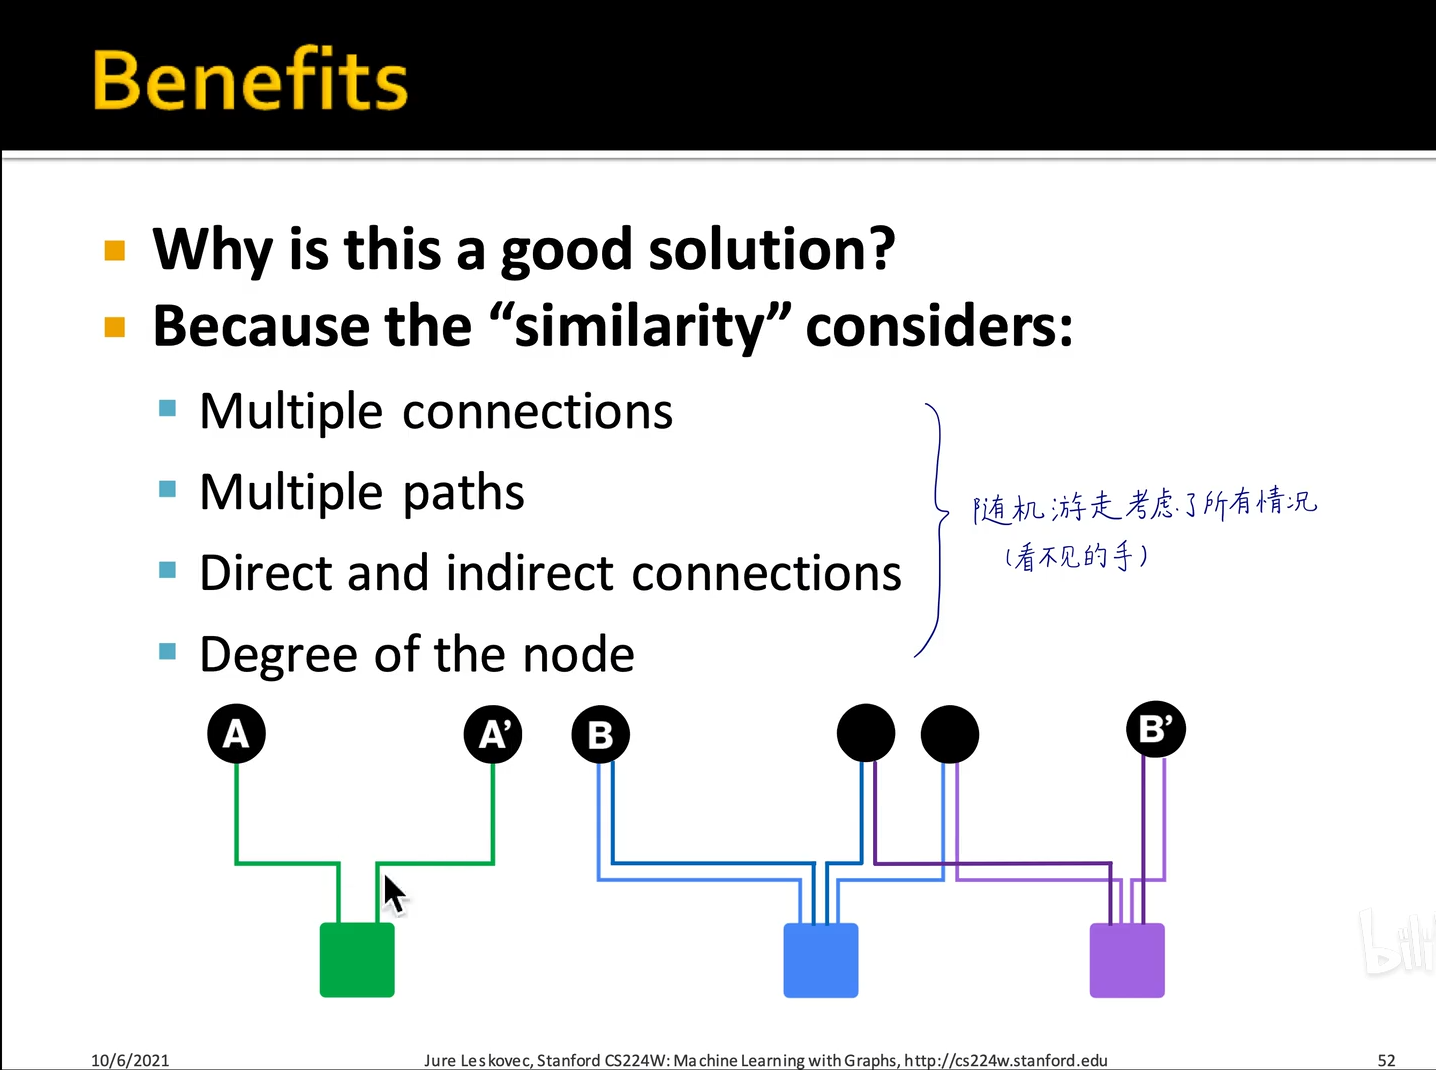 Benefits
Why is this a good solution?
Because the “similarity” considers:
Multiple connections
Multiple paths
Direct and indirect connections
Degree of the node
随机游走考虑了所有情况
(看不见的手)
A
A’
B
B’
bili
10/6/2021
Jure Leskovec, Stanford CS224W: Machine Learning with Graphs, http://cs224w.stanford.edu
52